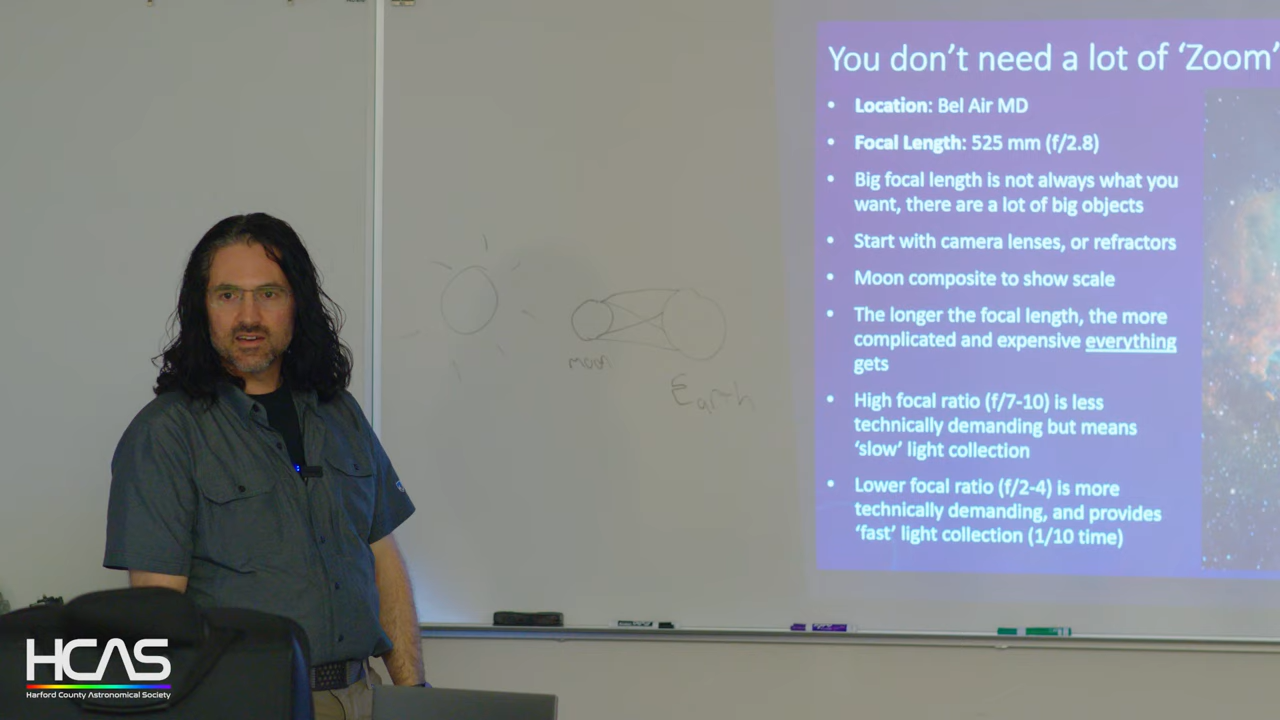 You don't need a lot of 'Zoom'
• Location: Bel Air MD
• Focal Length: 525 mm (f/2.8)
• Big focal length is not always what you
want, there are a lot of big objects
• Start with camera lenses, or refractors
• Moon composite to show scale
• The longer the focal length, the more
complicated and expensive everything
gets
• High focal ratio (f/7-10) is less
technically demanding but means
'slow' light collection
• Lower focal ratio (f/2-4) is more
technically demanding, and provides
'fast' light collection (1/10 time)
moon
Earth
HCAS
Harford County Astronomical Society